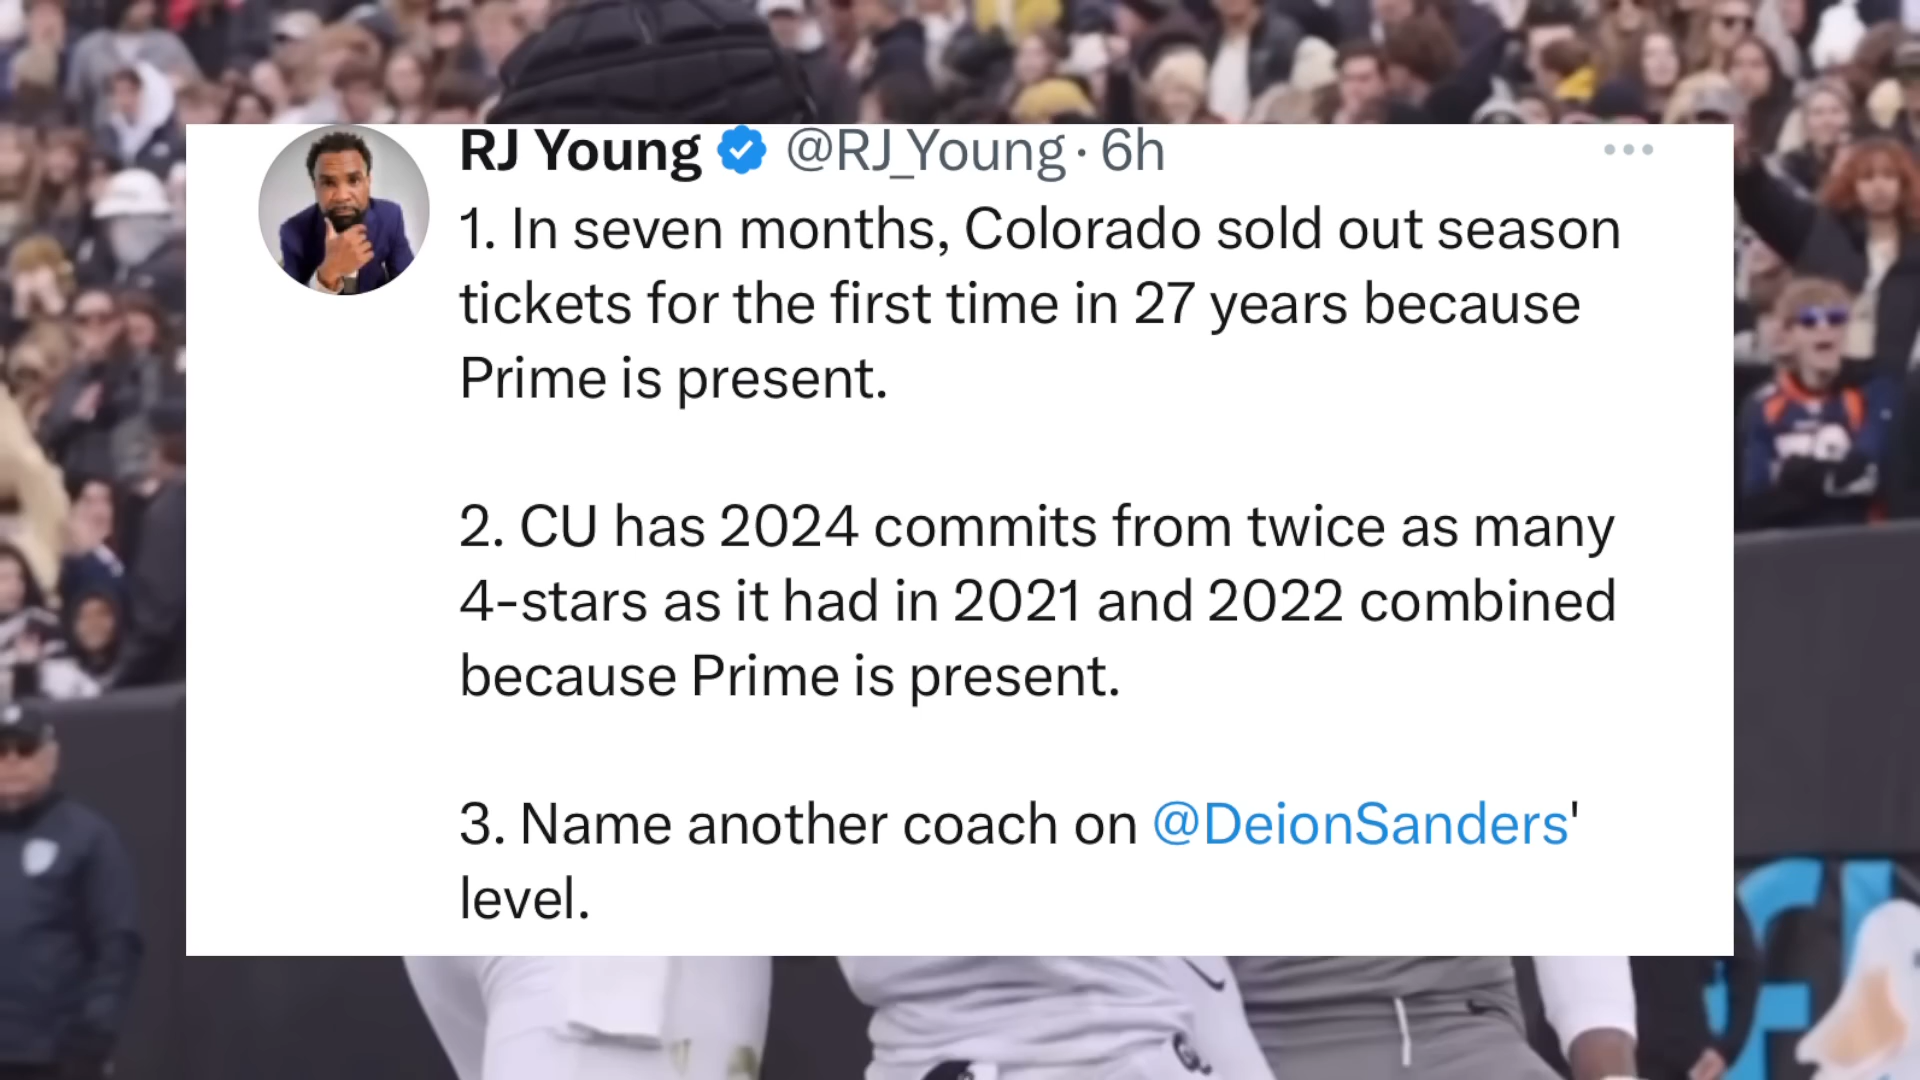 RJ Young @RJ_Young · 6h
1. In seven months, Colorado sold out season
tickets for the first time in 27 years because
Prime is present.
2. CU has 2024 commits from twice as many
4-stars as it had in 2021 and 2022 combined
because Prime is present.
3. Name another coach on @DeionSanders'
level.